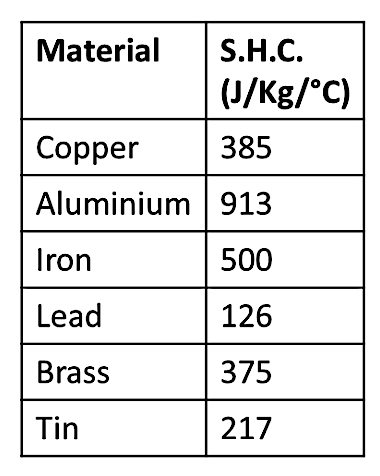 Material S.H.C.
(J/Kg/°C)
Copper 385
Aluminium 913
Iron 500
Lead 126
Brass 375
Tin 217